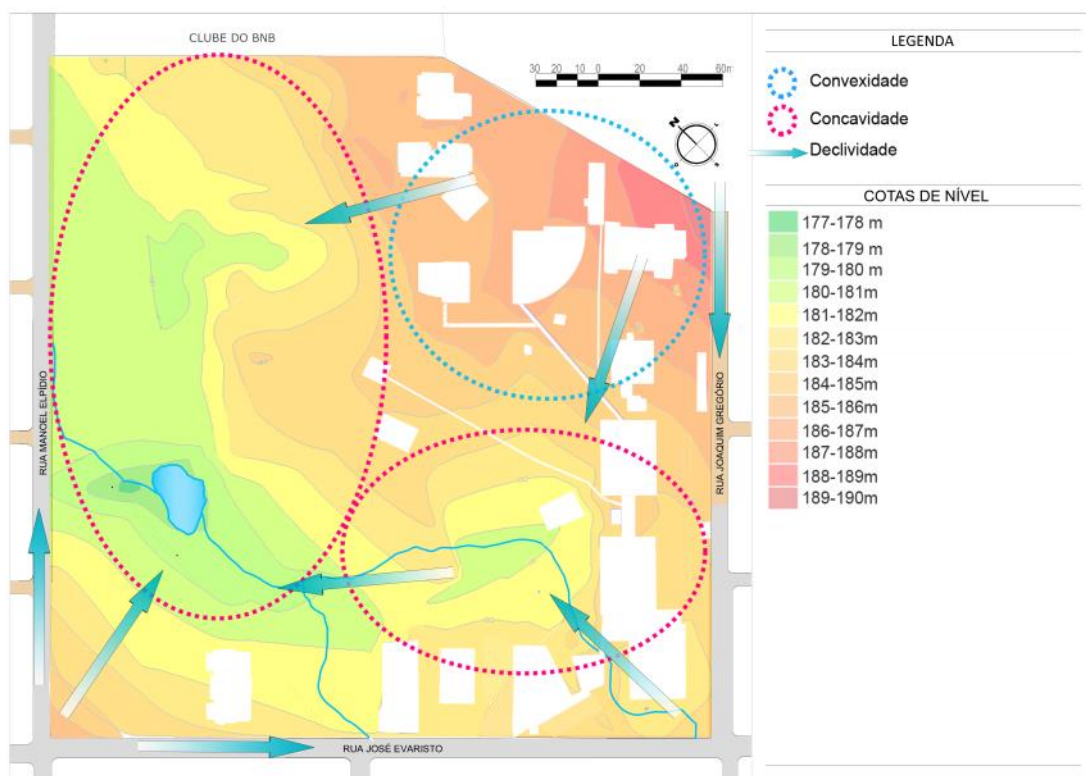 CLUBE DO BNB
30 20 10 0 20 40 60m
N
RUA MANOEL ELPÍDIO
RUA JOAQUIM GREGÓRIO
RUA JOSÉ EVARISTO
LEGENDA
Convexidade
Concavidade
Declividade
COTAS DE NÍVEL
177-178 m
178-179 m
179-180 m
180-181m
181-182m
182-183m
183-184m
184-185m
185-186m
186-187m
187-188m
188-189m
189-190m